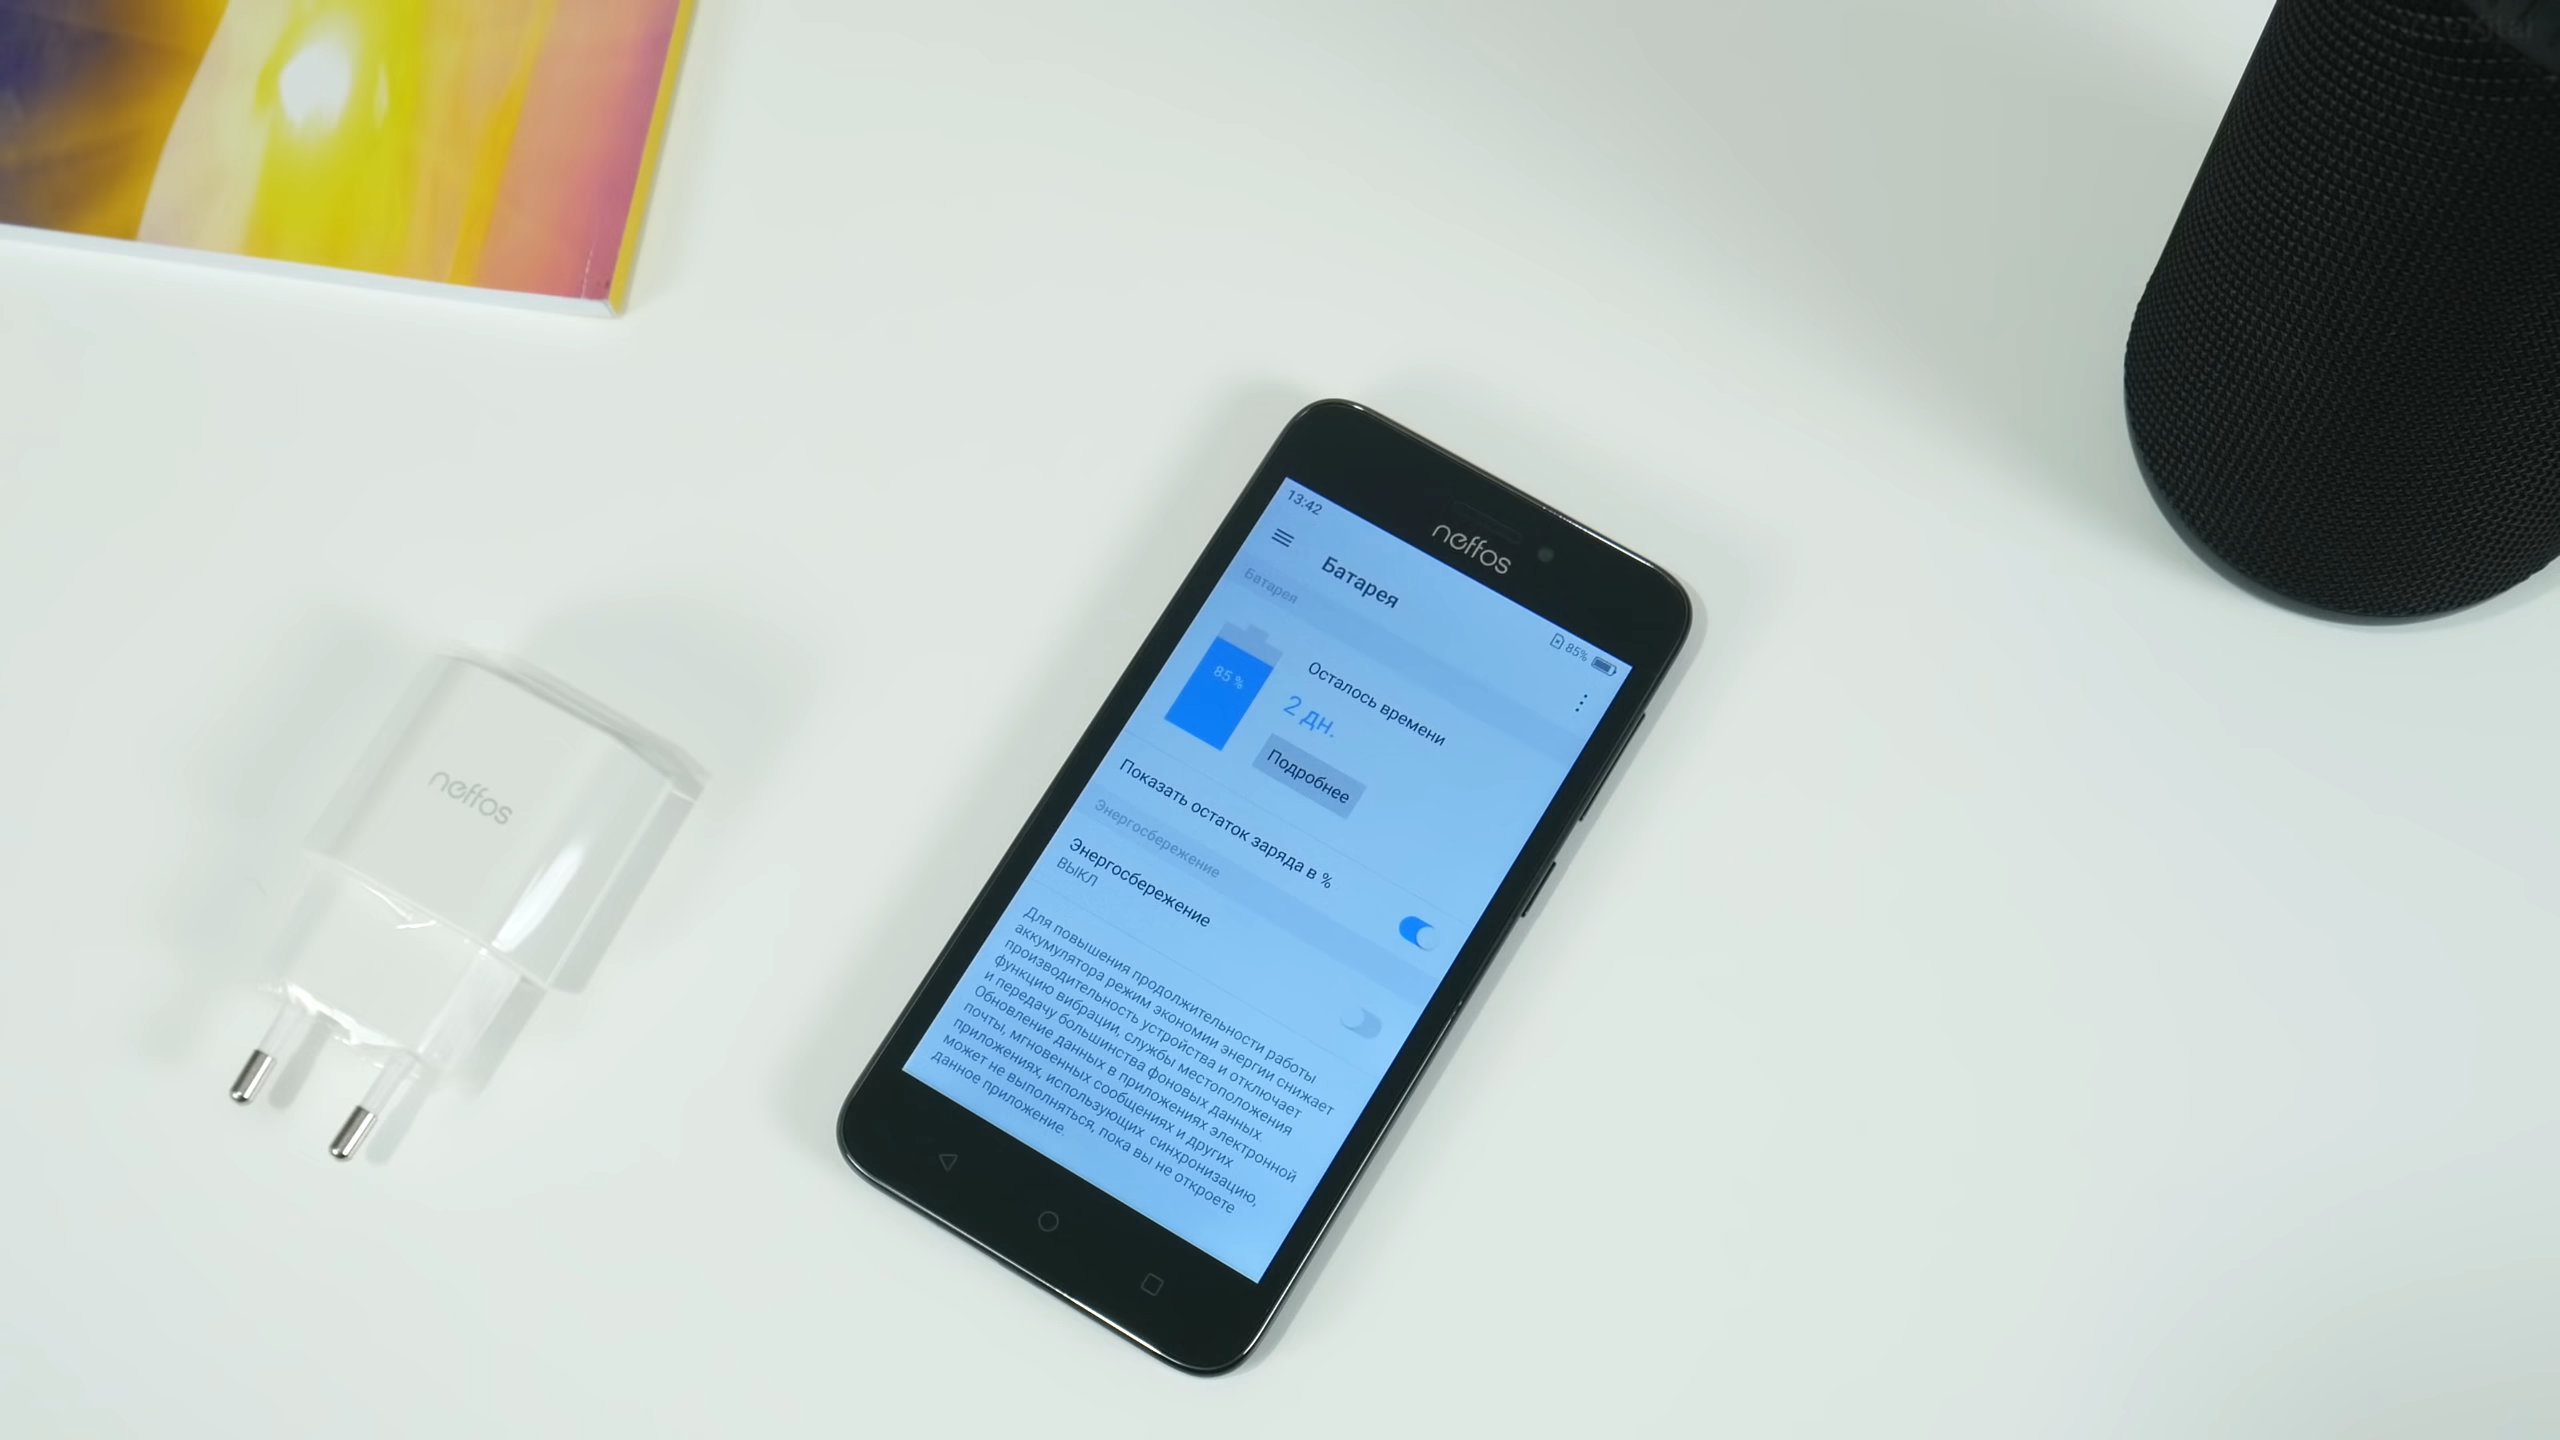 neffos
13:42
85%
Батарея
Батарея
85 %
Осталось времени
2 дн.
Подробнее
Показать остаток заряда в %
Энергосбережение
Энергосбережение
ВЫКЛ
Для повышения продолжительности работы
аккумулятора режим экономии энергии снижает
производительность устройства и отключает
функцию вибрации, службы местоположения
и передачу большинства фоновых данных.
Обновление данных в приложениях электронной
почты, мгновенных сообщениях и других
приложениях, использующих синхронизацию,
может не выполняться, пока вы не откроете
данное приложение.
neffos